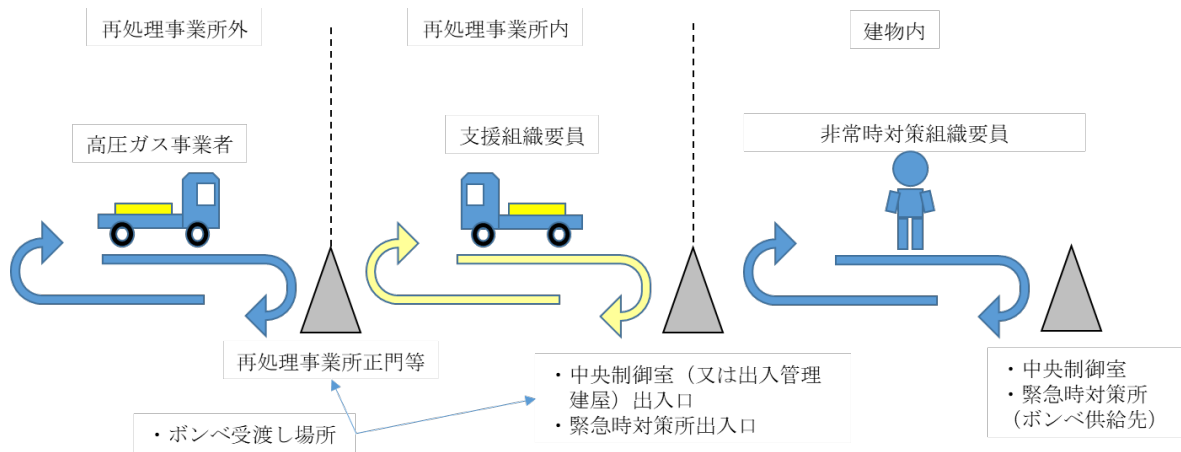 再処理事業所外
再処理事業所内
建物内
高圧ガス事業者
支援組織要員
非常時対策組織要員
再処理事業所正門等
・ボンベ受渡し場所
・中央制御室（又は出入管理
建屋）出入口
・緊急時対策所出入口
・中央制御室
・緊急時対策所
（ボンベ供給先）